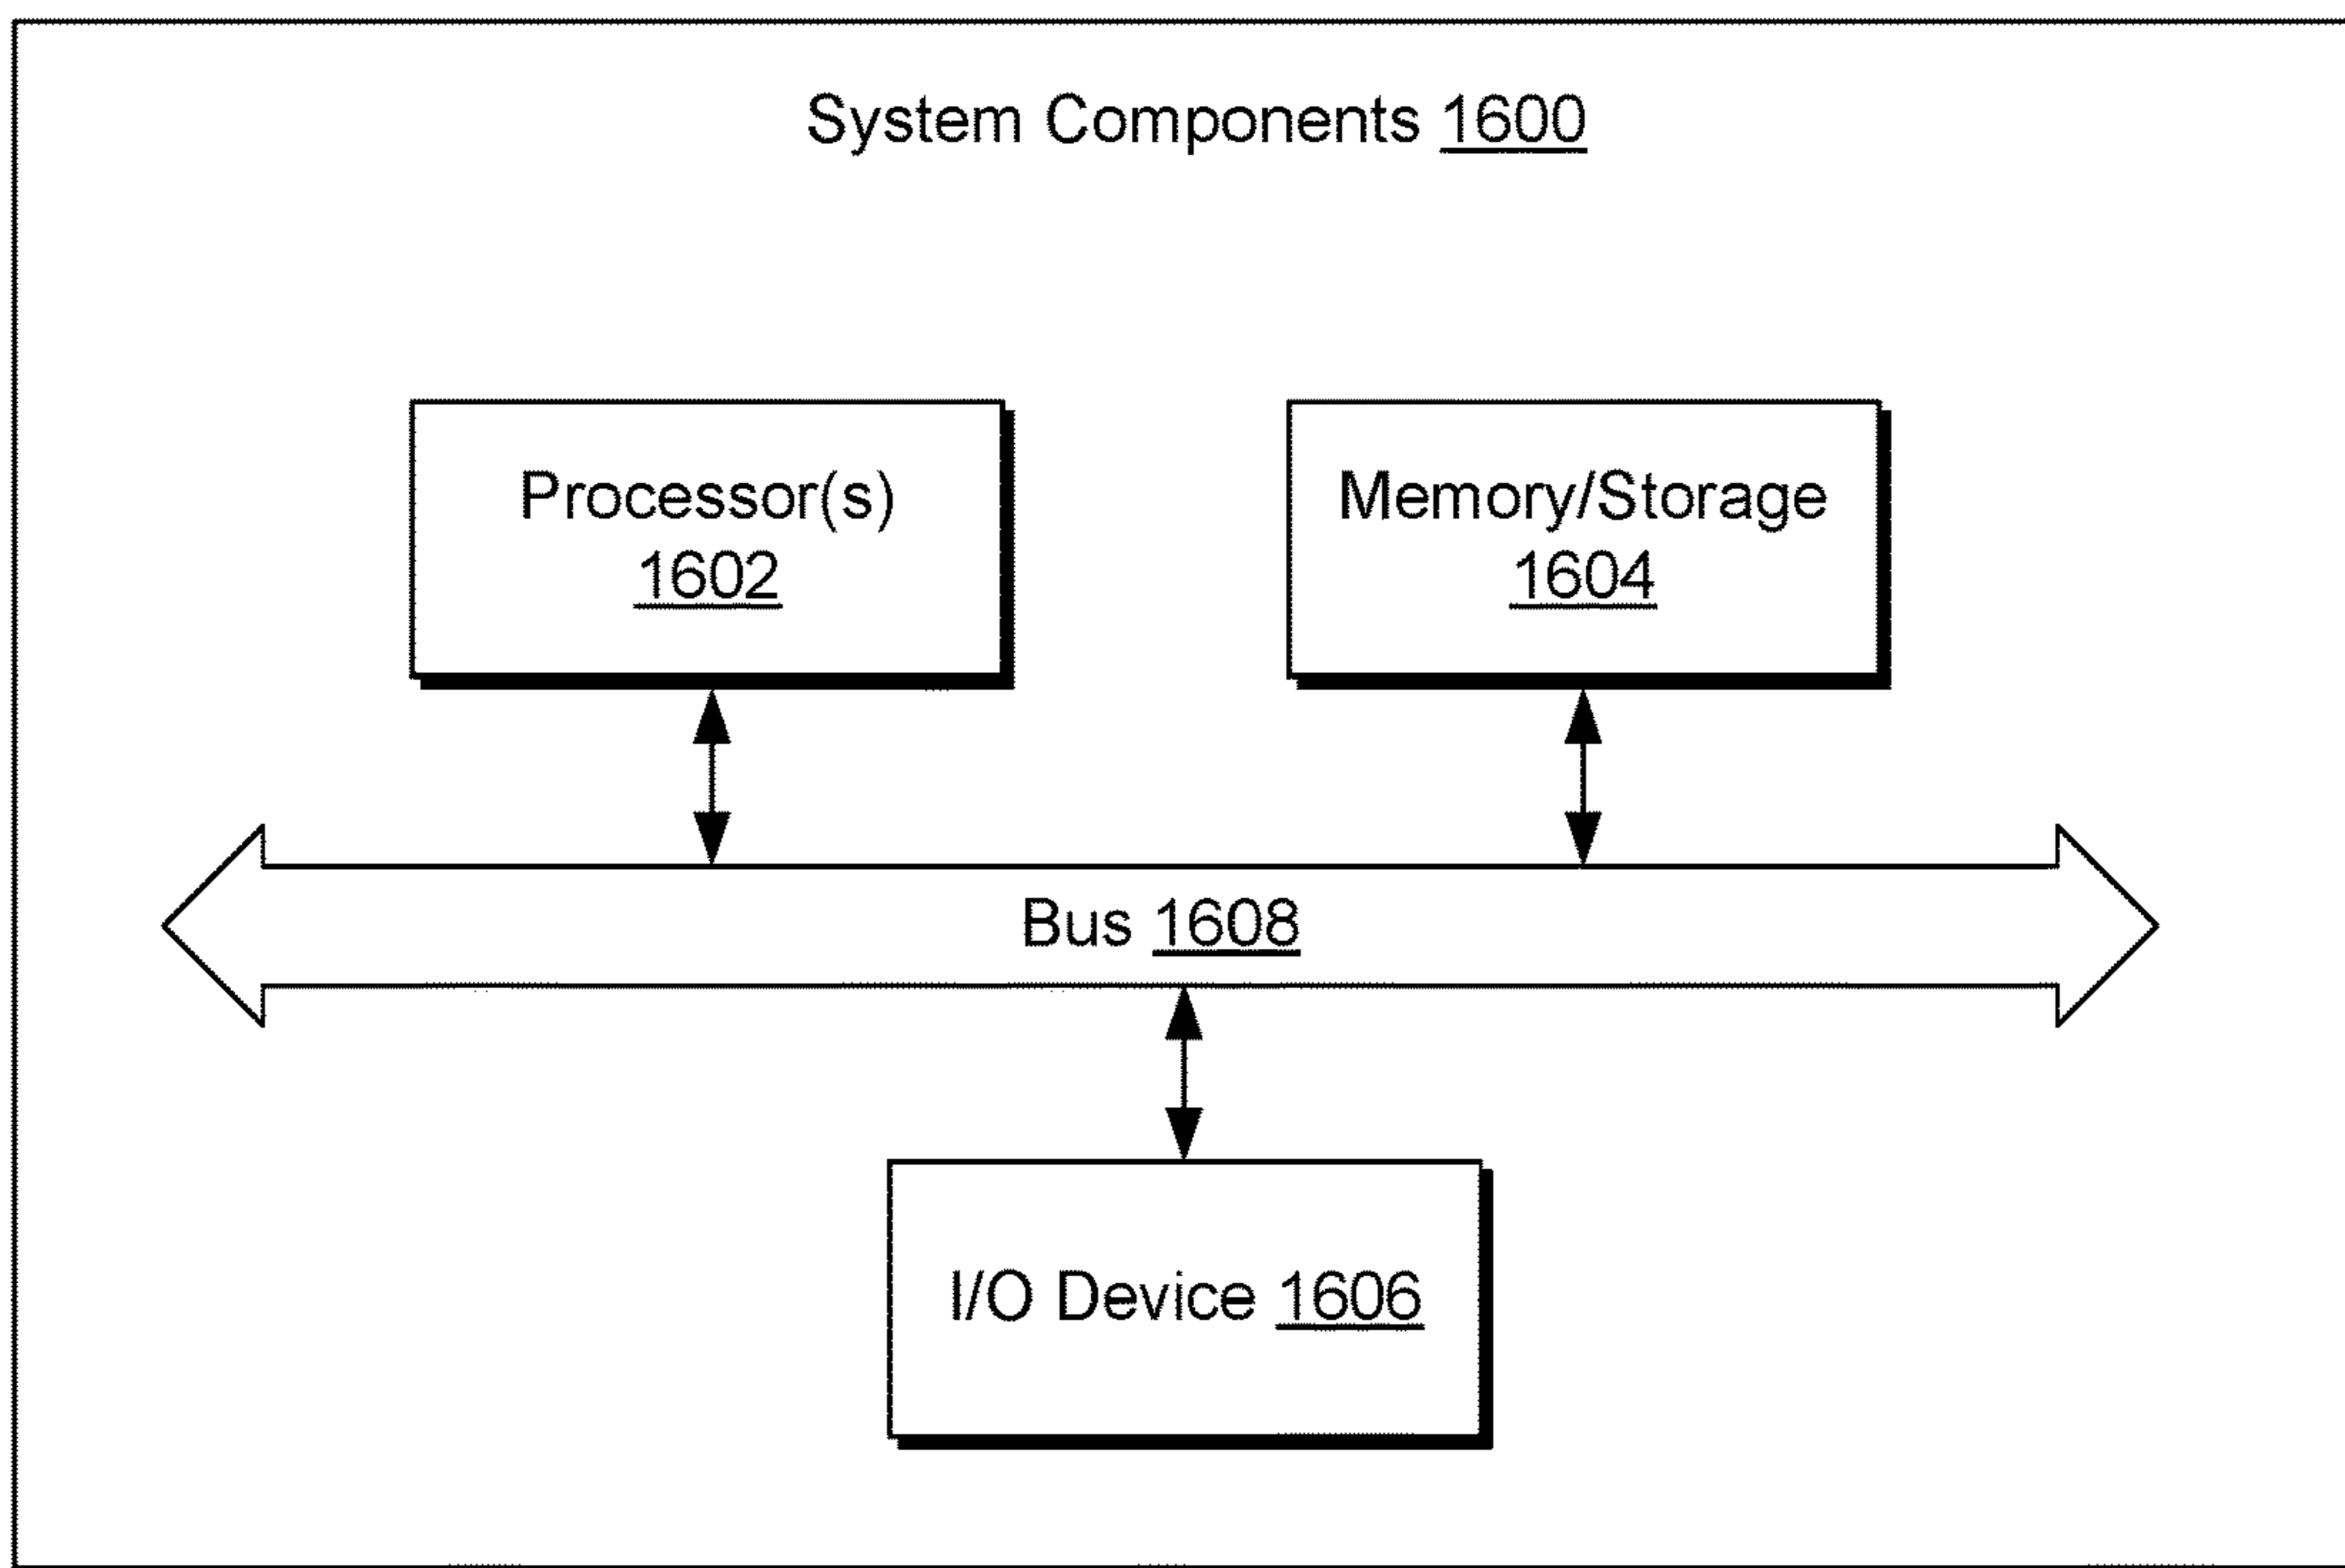 System Components 1600
Processor(s)
1602
Memory/Storage
1604
Bus 1608
I/O Device 1606